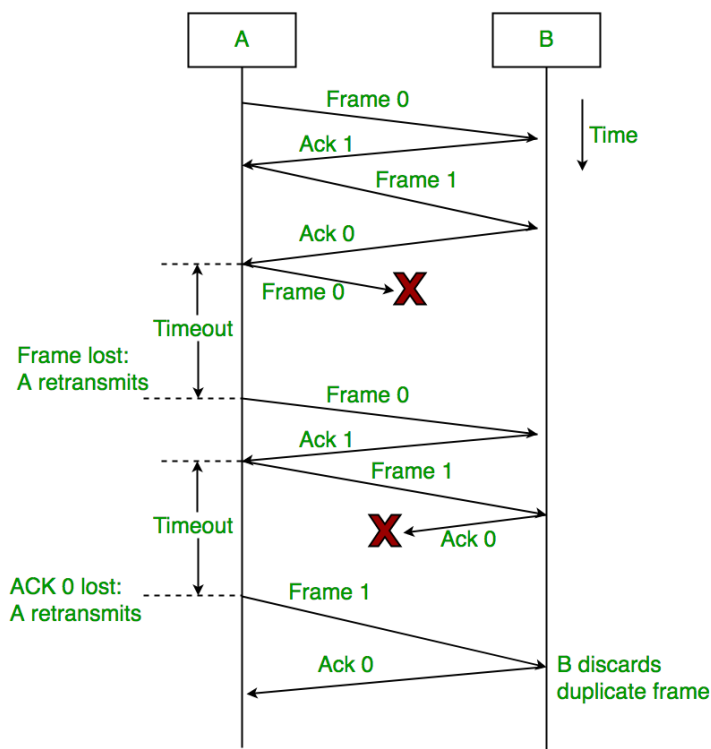 A
B
Frame 0
Time
Ack 1
Frame 1
Ack 0
Frame 0
X
Timeout
Frame lost:
A retransmits
Frame 0
Ack 1
Frame 1
Timeout
X
Ack 0
ACK 0 lost:
A retransmits
Frame 1
Ack 0
B discards
duplicate frame